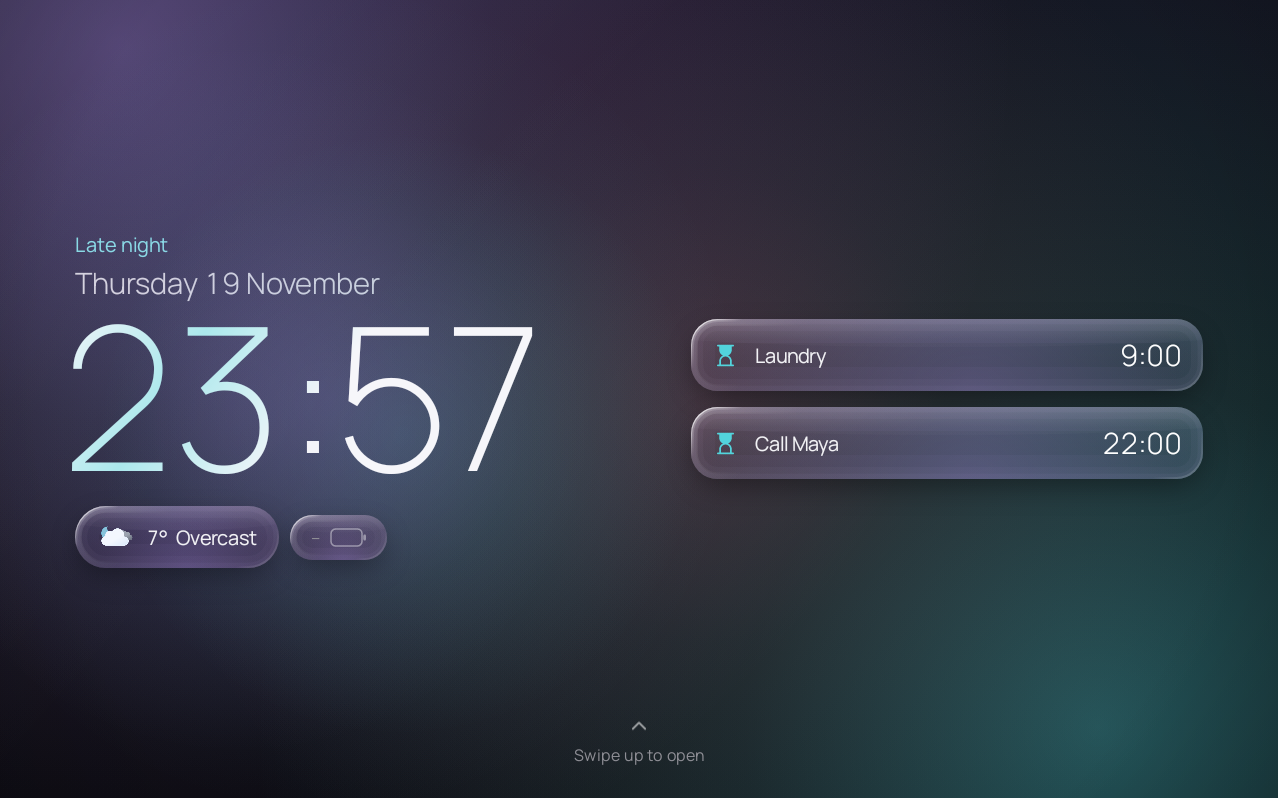 Late night
Thursday 19 November
23:57
7° Overcast
–
Laundry 9:00
Call Maya 22:00
Swipe up to open